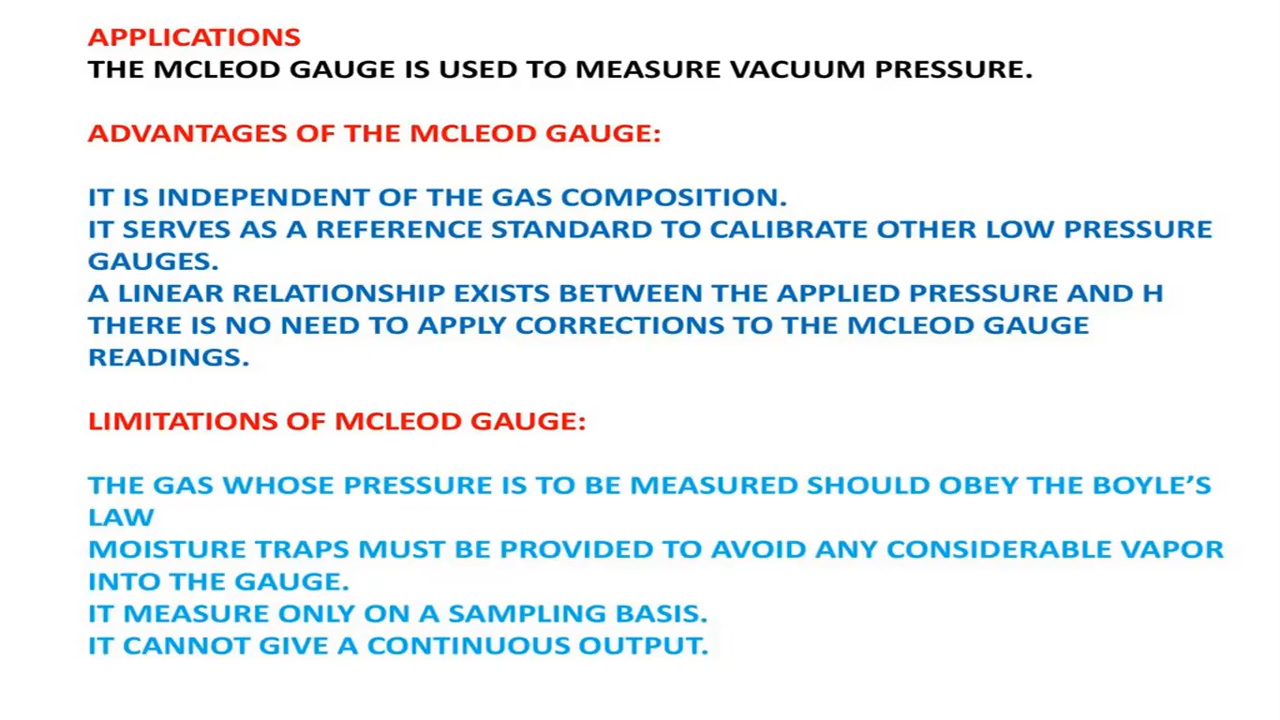 APPLICATIONS
THE MCLEOD GAUGE IS USED TO MEASURE VACUUM PRESSURE.
ADVANTAGES OF THE MCLEOD GAUGE:
IT IS INDEPENDENT OF THE GAS COMPOSITION.
IT SERVES AS A REFERENCE STANDARD TO CALIBRATE OTHER LOW PRESSURE
GAUGES.
A LINEAR RELATIONSHIP EXISTS BETWEEN THE APPLIED PRESSURE AND H
THERE IS NO NEED TO APPLY CORRECTIONS TO THE MCLEOD GAUGE
READINGS.
LIMITATIONS OF MCLEOD GAUGE:
THE GAS WHOSE PRESSURE IS TO BE MEASURED SHOULD OBEY THE BOYLE’S
LAW
MOISTURE TRAPS MUST BE PROVIDED TO AVOID ANY CONSIDERABLE VAPOR
INTO THE GAUGE.
IT MEASURE ONLY ON A SAMPLING BASIS.
IT CANNOT GIVE A CONTINUOUS OUTPUT.